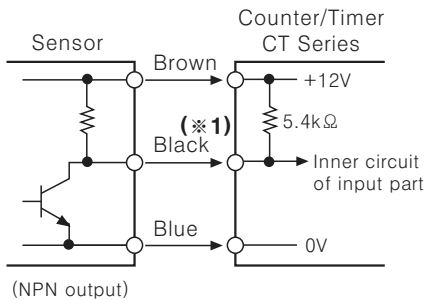 Counter/Timer
CT Series
Sensor
Brown
+12V
(※1)
5.4kΩ
Black
Inner circuit
of input part
Blue
0V
(NPN output)